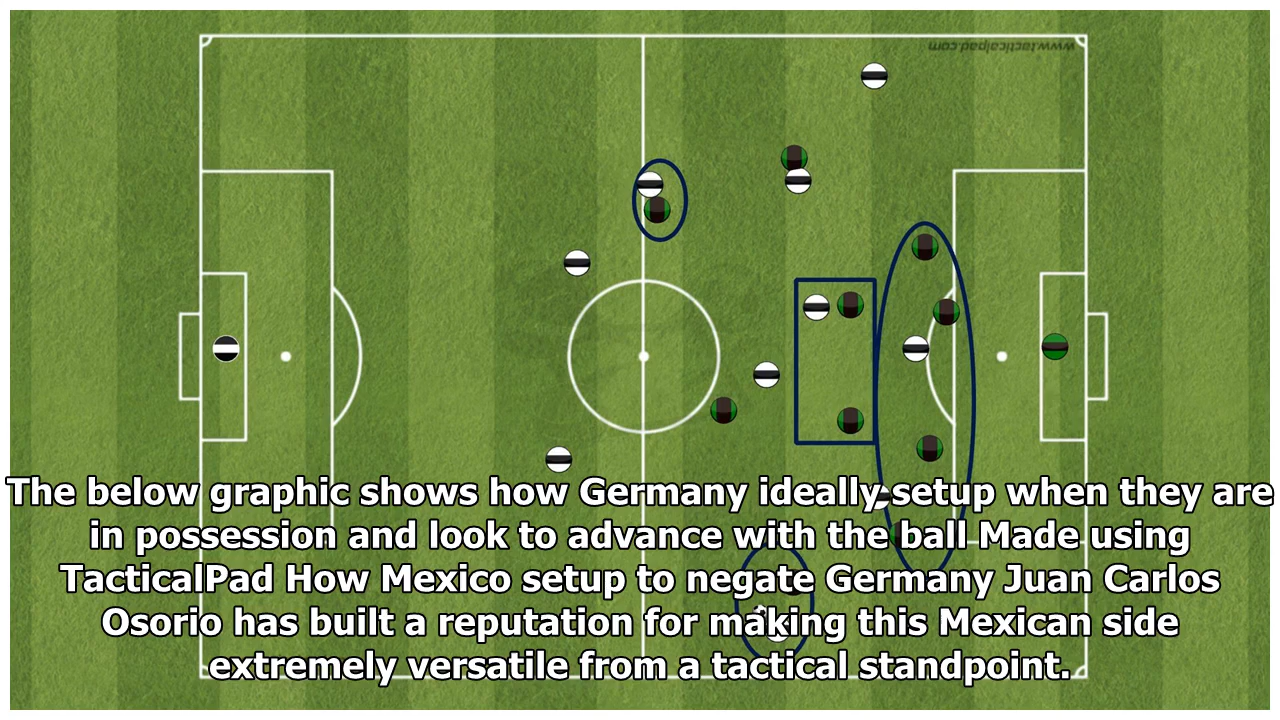 www.tacticalpad.com
The below graphic shows how Germany ideally setup when they are
in possession and look to advance with the ball Made using
TacticalPad How Mexico setup to negate Germany Juan Carlos
Osorio has built a reputation for making this Mexican side
extremely versatile from a tactical standpoint.